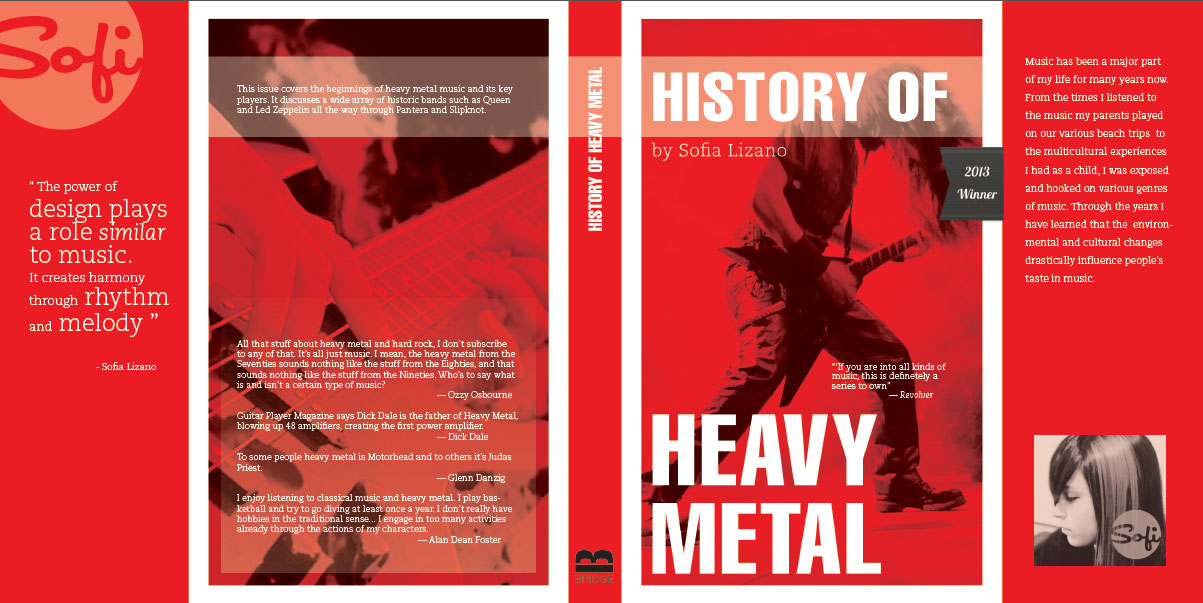 Sofi
“ The power of
design plays
a role similar
to music.
It creates harmony
through rhythm
and melody ”
- Sofia Lizano
This issue covers the beginnings of heavy metal music and its key
players. It discusses a wide array of historic bands such as Queen
and Led Zeppelin all the way through Pantera and Slipknot.
All that stuff about heavy metal and hard rock, I don't subscribe
to any of that. It's all just music. I mean, the heavy metal from the
Seventies sounds nothing like the stuff from the Eighties, and that
sounds nothing like the stuff from the Nineties. Who's to say what
is and isn't a certain type of music?
— Ozzy Osbourne
Guitar Player Magazine says Dick Dale is the father of Heavy Metal,
blowing up 48 amplifiers, creating the first power amplifier.
— Dick Dale
To some people heavy metal is Motorhead and to others it's Judas
Priest.
— Glenn Danzig
I enjoy listening to classical music and heavy metal. I play bas-
ketball and try to go diving at least once a year. I don't really have
hobbies in the traditional sense... I engage in too many activities
already through the actions of my characters.
— Alan Dean Foster
HISTORY OF HEAVY METAL
B
BRIDGE
HISTORY OF
by Sofia Lizano
2013
Winner
"'If you are into all kinds of
music, this is definetely a
series to own"
— Revolver
HEAVY
METAL
Music has been a major part
of my life for many years now.
From the times I listened to
the music my parents played
on our various beach trips to
the multicultural experiences
I had as a child, I was exposed
and hooked on various genres
of music. Through the years I
have learned that the environ-
mental and cultural changes
drastically influence people's
taste in music.
Sofi